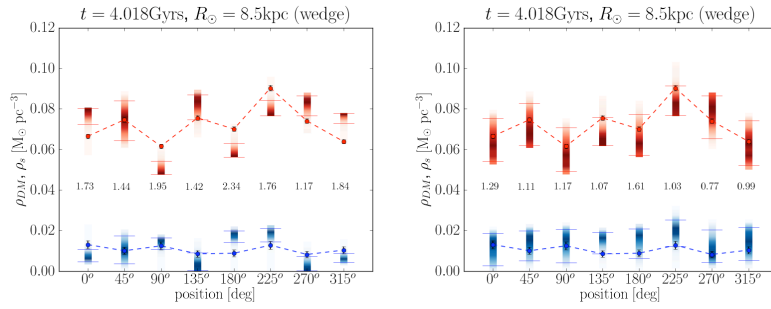 t = 4.018Gyrs, R⊙ = 8.5kpc (wedge)
ρDM, ρs [M⊙ pc−3]
0.12
0.10
0.08
0.06
0.04
0.02
0.00
1.73 1.44 1.95 1.42 2.34 1.76 1.17 1.84
0° 45° 90° 135° 180° 225° 270° 315°
position [deg]
t = 4.018Gyrs, R⊙ = 8.5kpc (wedge)
ρDM, ρs [M⊙ pc−3]
0.12
0.10
0.08
0.06
0.04
0.02
0.00
1.29 1.11 1.17 1.07 1.61 1.03 0.77 0.99
0° 45° 90° 135° 180° 225° 270° 315°
position [deg]